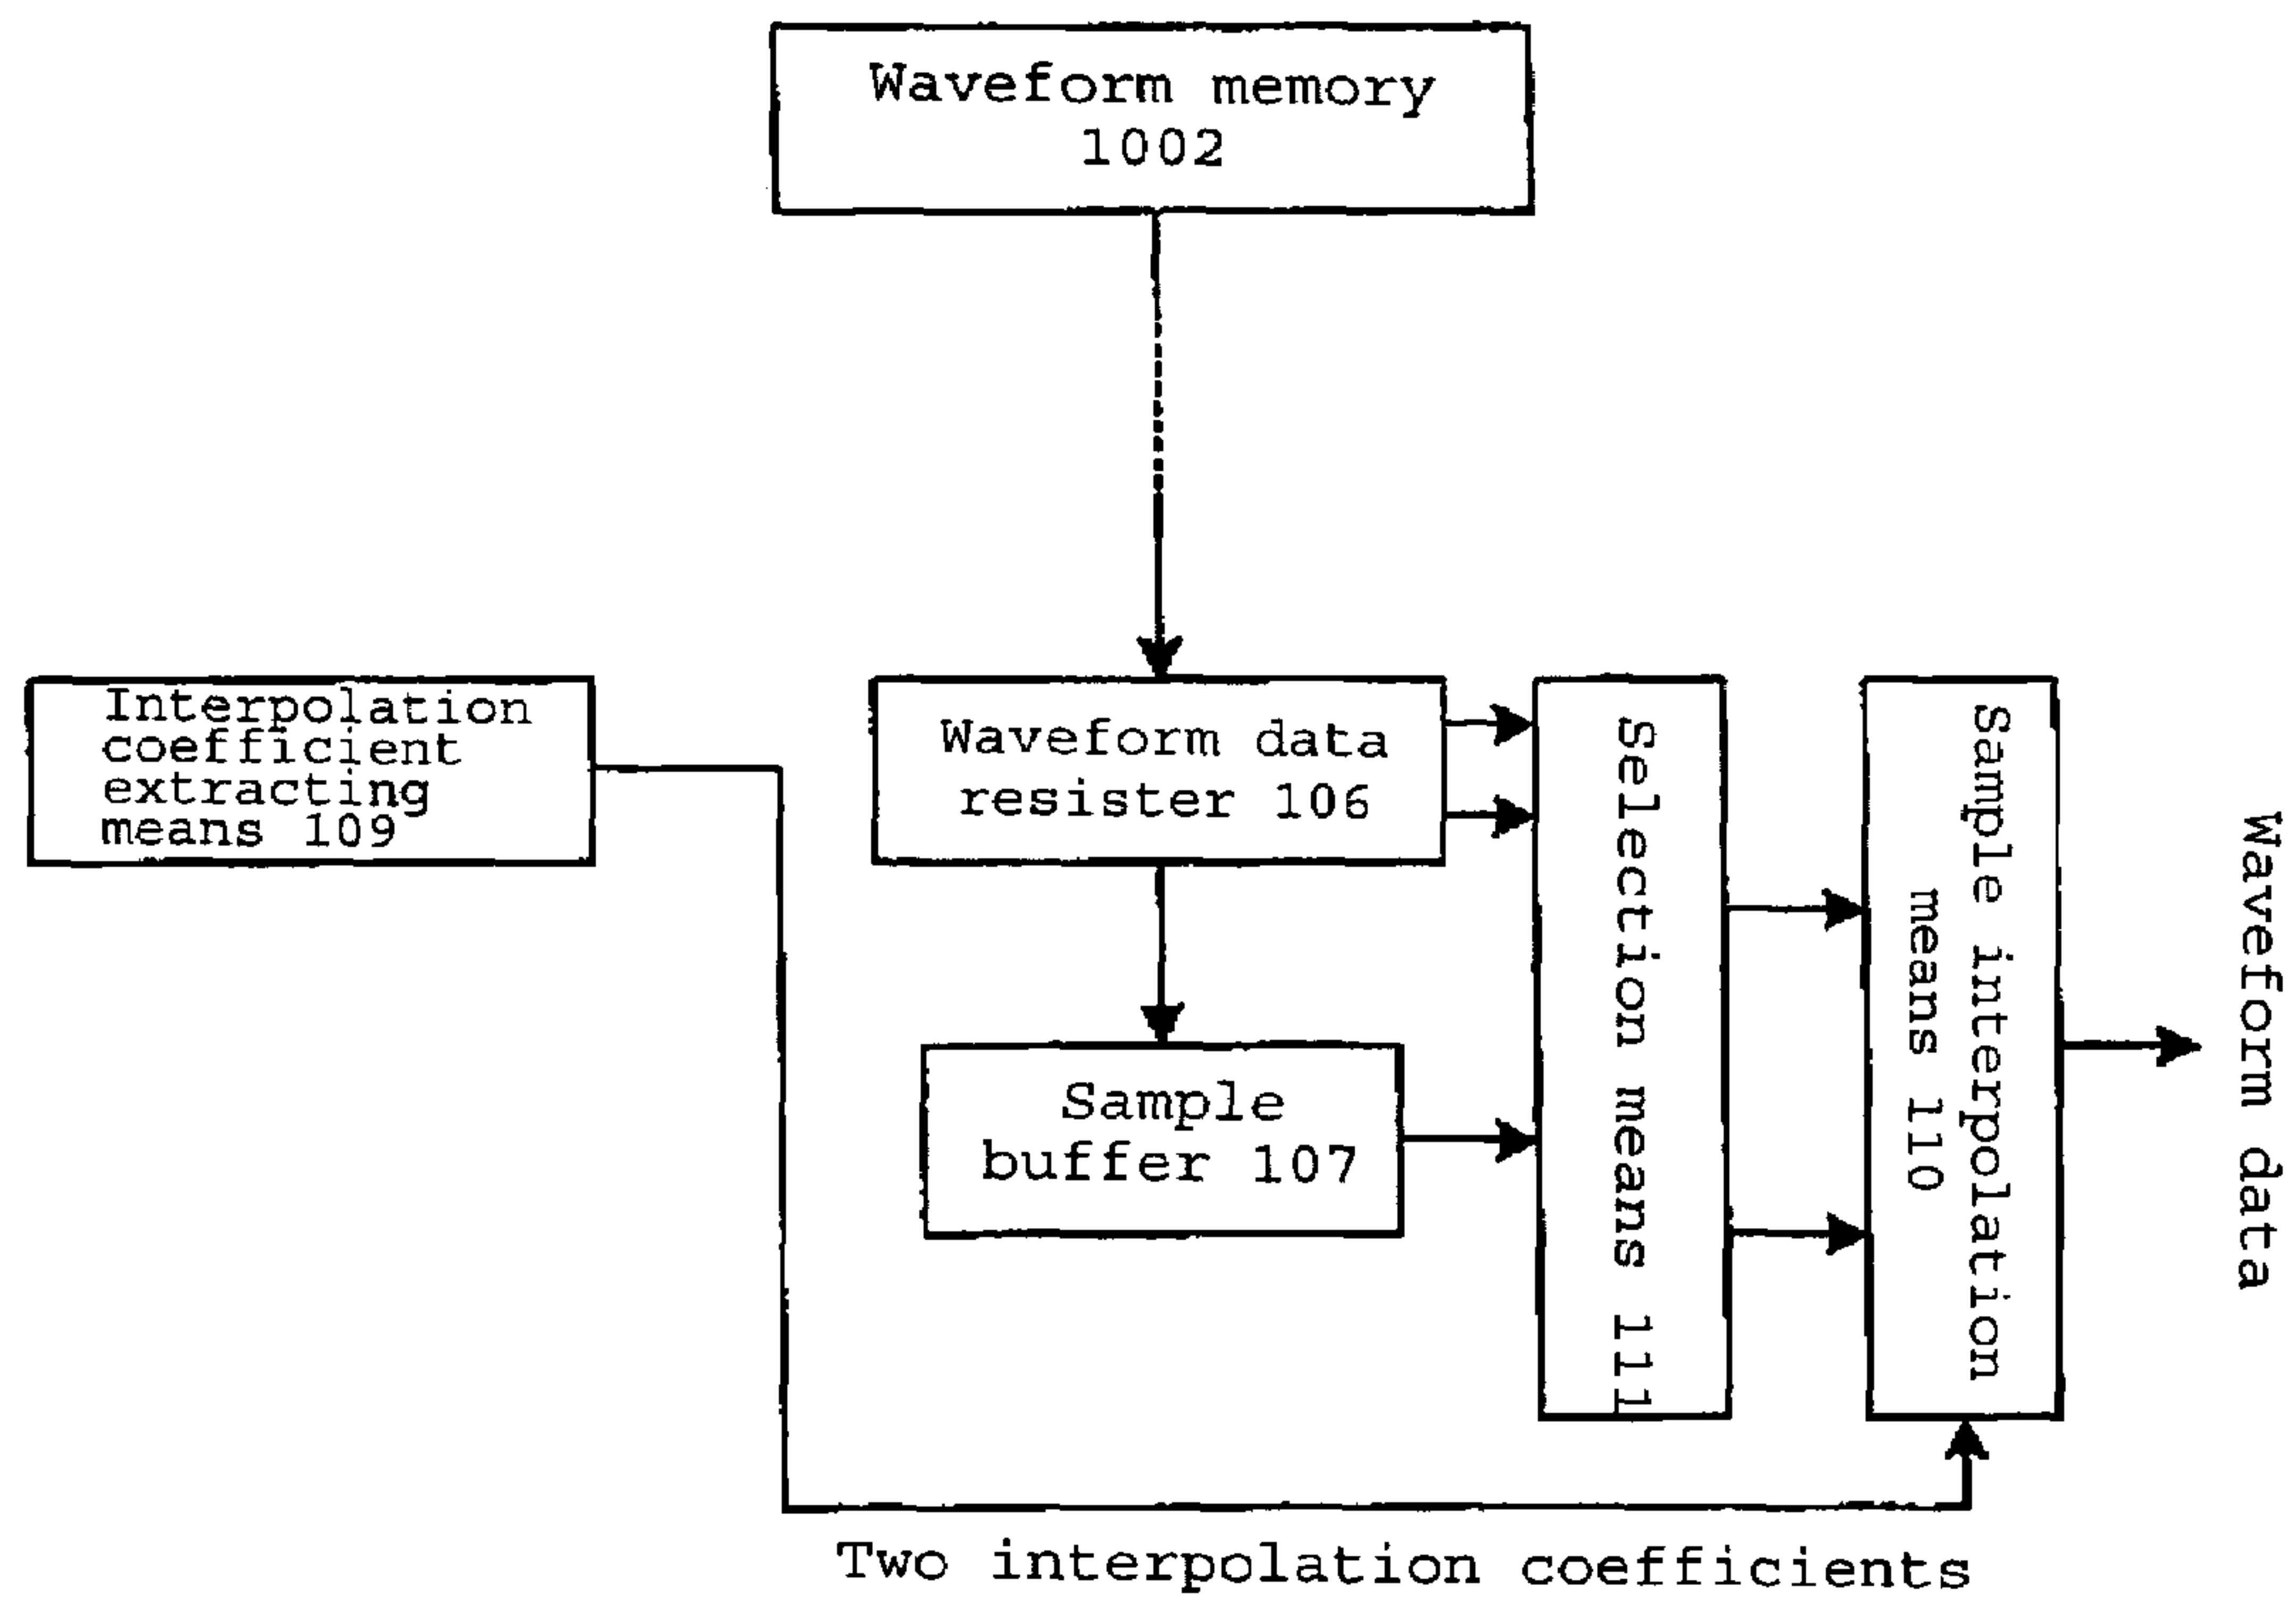 Waveform memory
1002
Interpolation
coefficient
extracting
means 109
Waveform data
resister 106
Sample
buffer 107
Selection means 111
Sample interpolation
means 110
Waveform data
Two interpolation coefficients